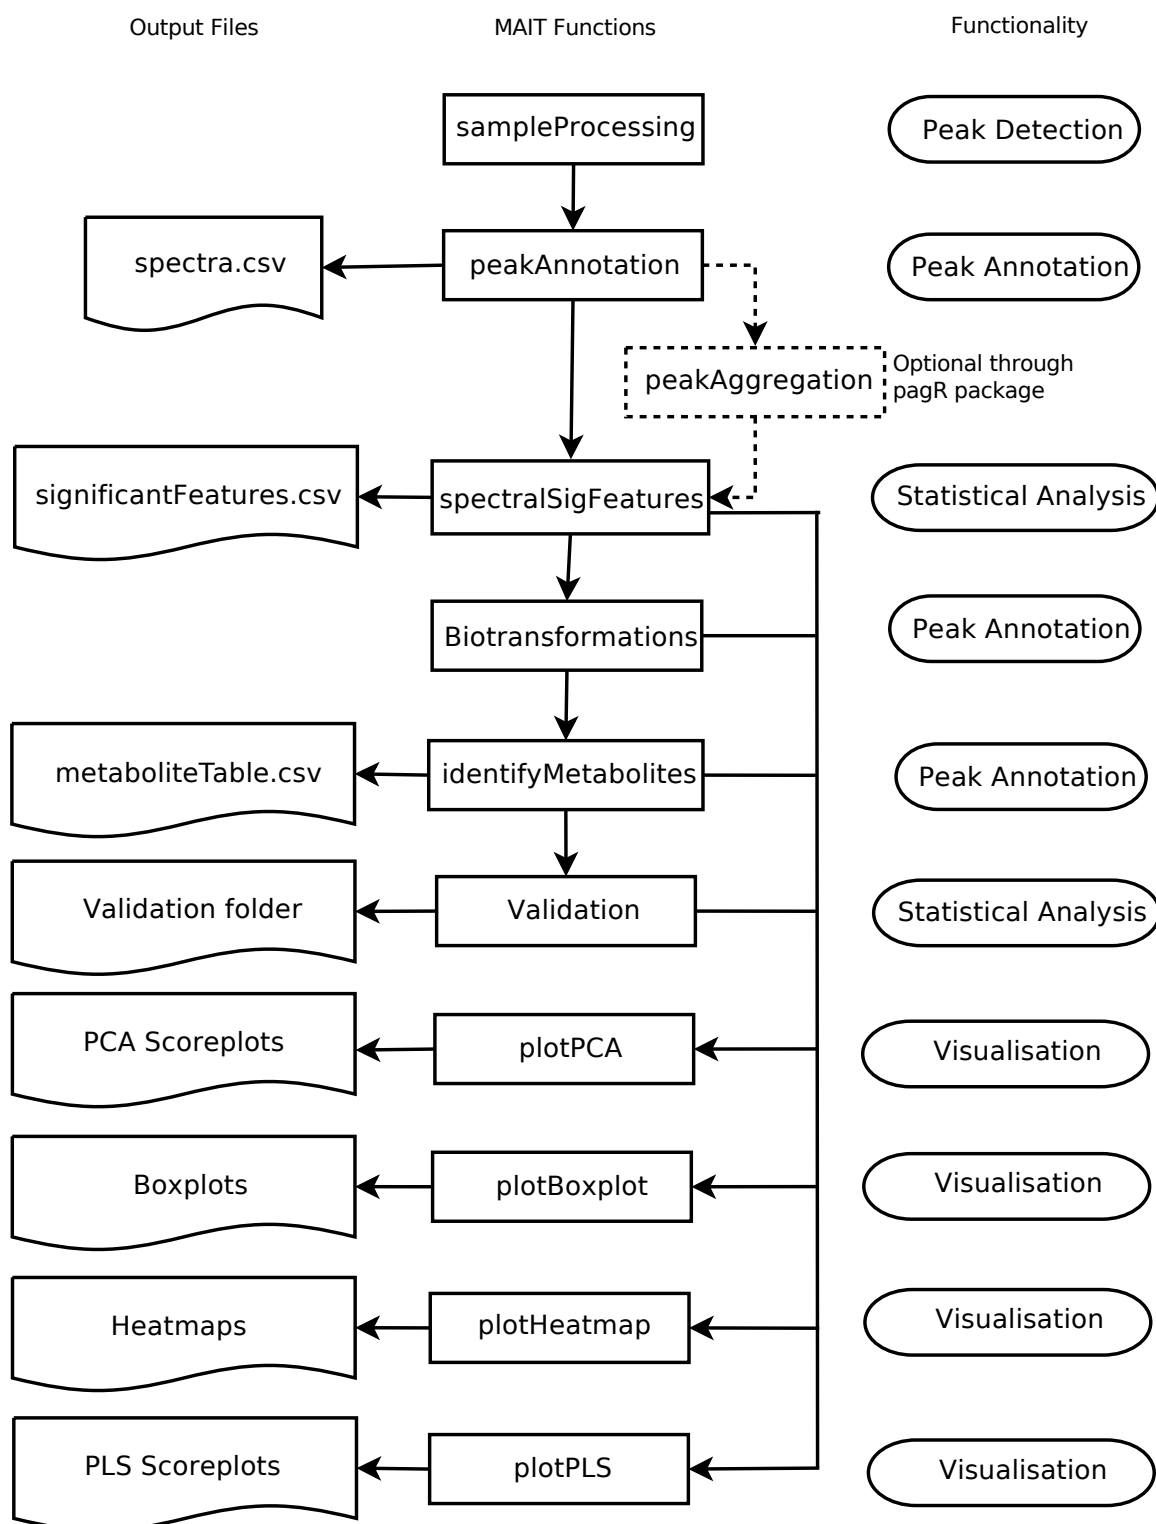 Output Files
MAIT Functions
Functionality
sampleProcessing
Peak Detection
spectra.csv
peakAnnotation
Peak Annotation
peakAggregation
Optional through
pagR package
significantFeatures.csv
spectralSigFeatures
Statistical Analysis
Biotransformations
Peak Annotation
metaboliteTable.csv
identifyMetabolites
Peak Annotation
Validation folder
Validation
Statistical Analysis
PCA Scoreplots
plotPCA
Visualisation
Boxplots
plotBoxplot
Visualisation
Heatmaps
plotHeatmap
Visualisation
PLS Scoreplots
plotPLS
Visualisation